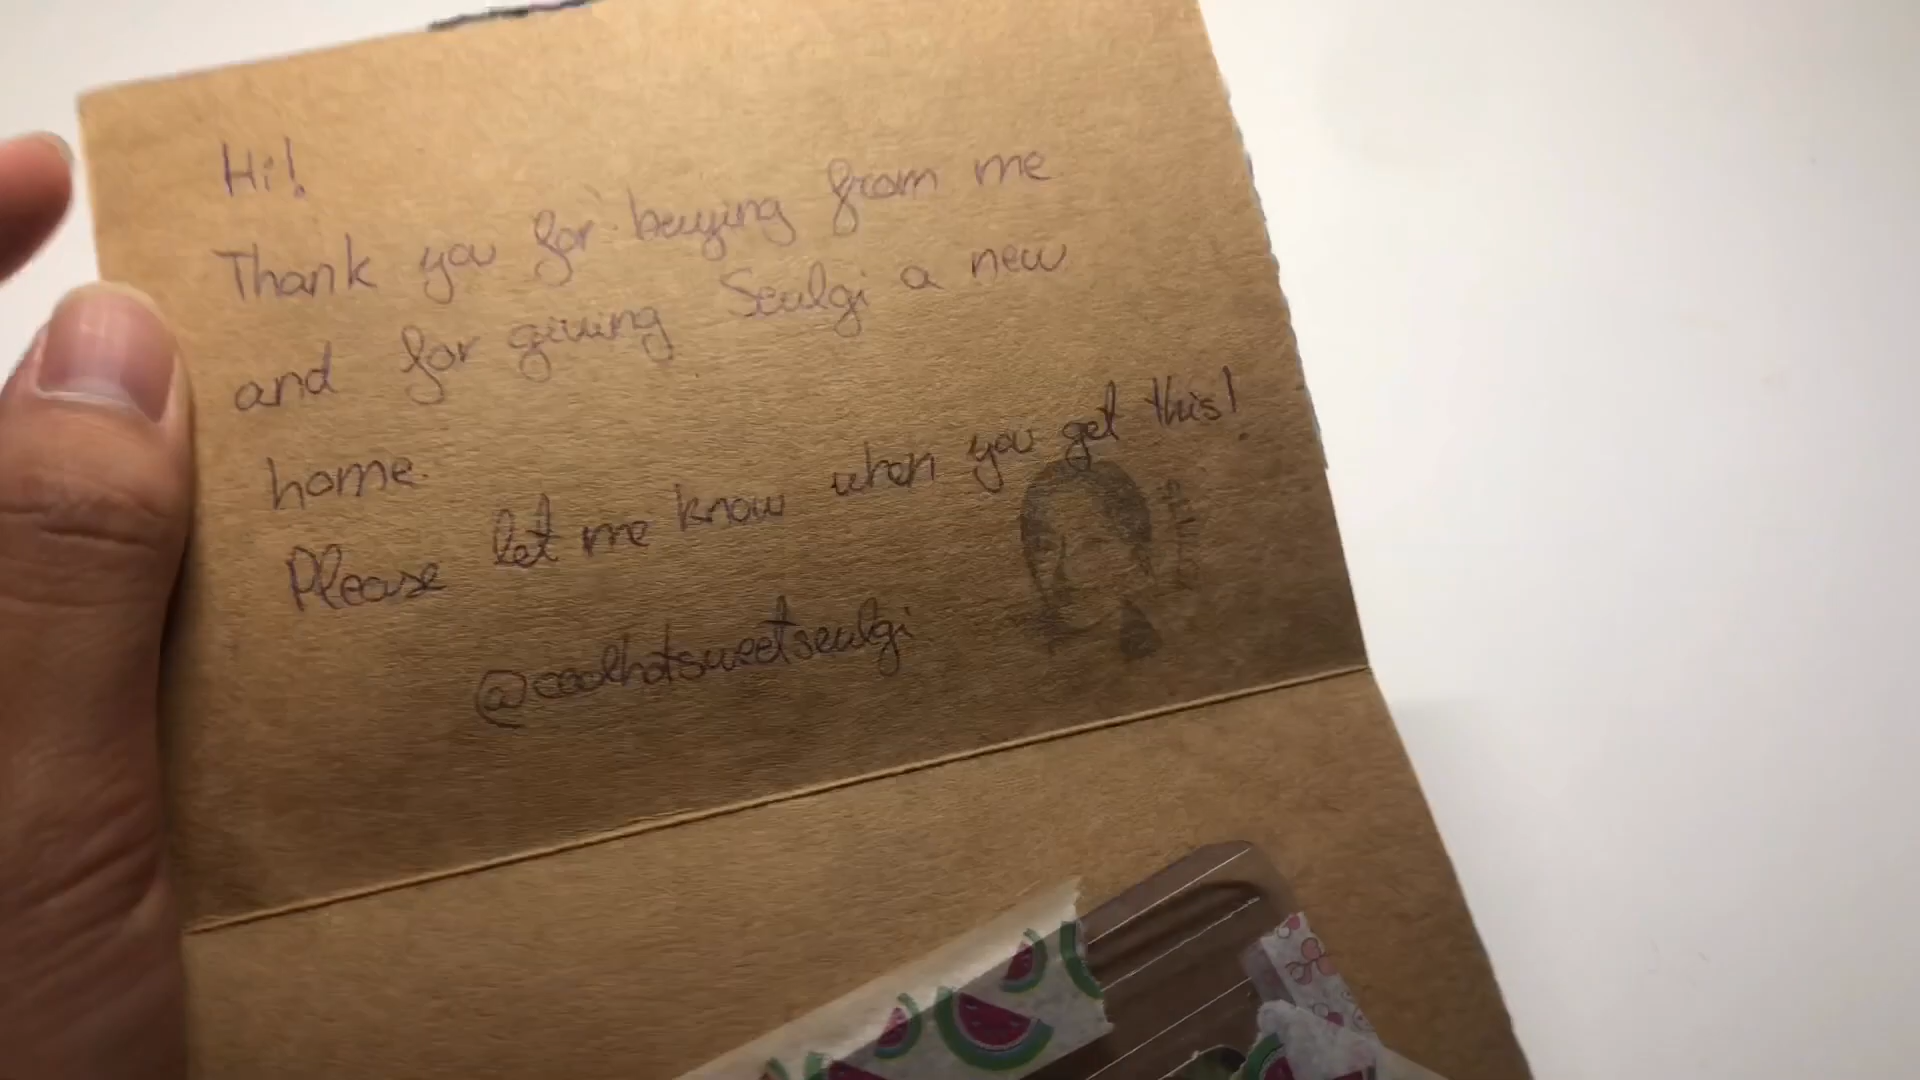 Hi!
Thank you for buying from me
and for giving Seulgi a new
home.
Please let me know when you get this!
@coolhotsweetseulgi